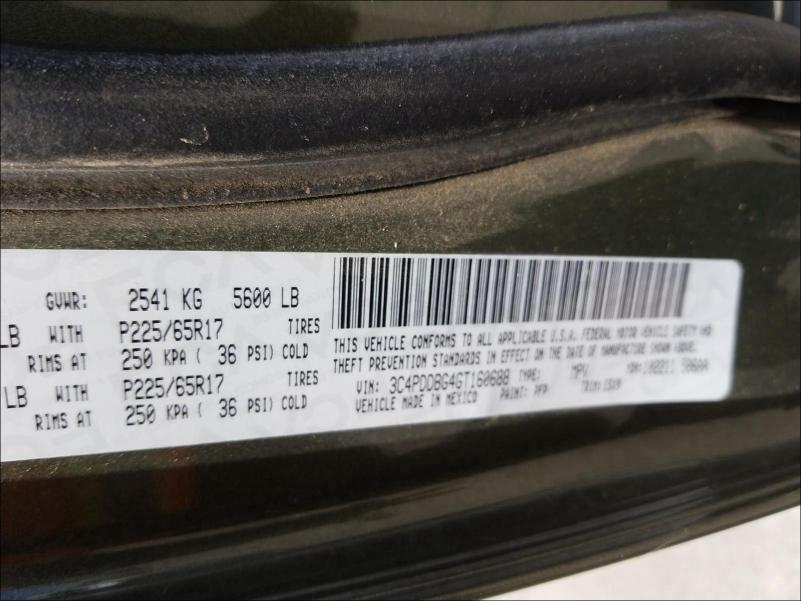 GVWR: 2541 KG 5600 LB
LB WITH P225/65R17 TIRES
RIMS AT 250 KPA ( 36 PSI) COLD
LB WITH P225/65R17 TIRES
RIMS AT 250 KPA ( 36 PSI) COLD
THIS VEHICLE CONFORMS TO ALL APPLICABLE U.S.A. FEDERAL MOTOR VEHICLE SAFETY AND
THEFT PREVENTION STANDARDS IN EFFECT ON THE DATE OF MANUFACTURE SHOWN ABOVE.
VIN: 3C4PDDBG4GT160688 TYPE: MPV MDH:
VEHICLE MADE IN MEXICO PAINT: PFP TRIM: